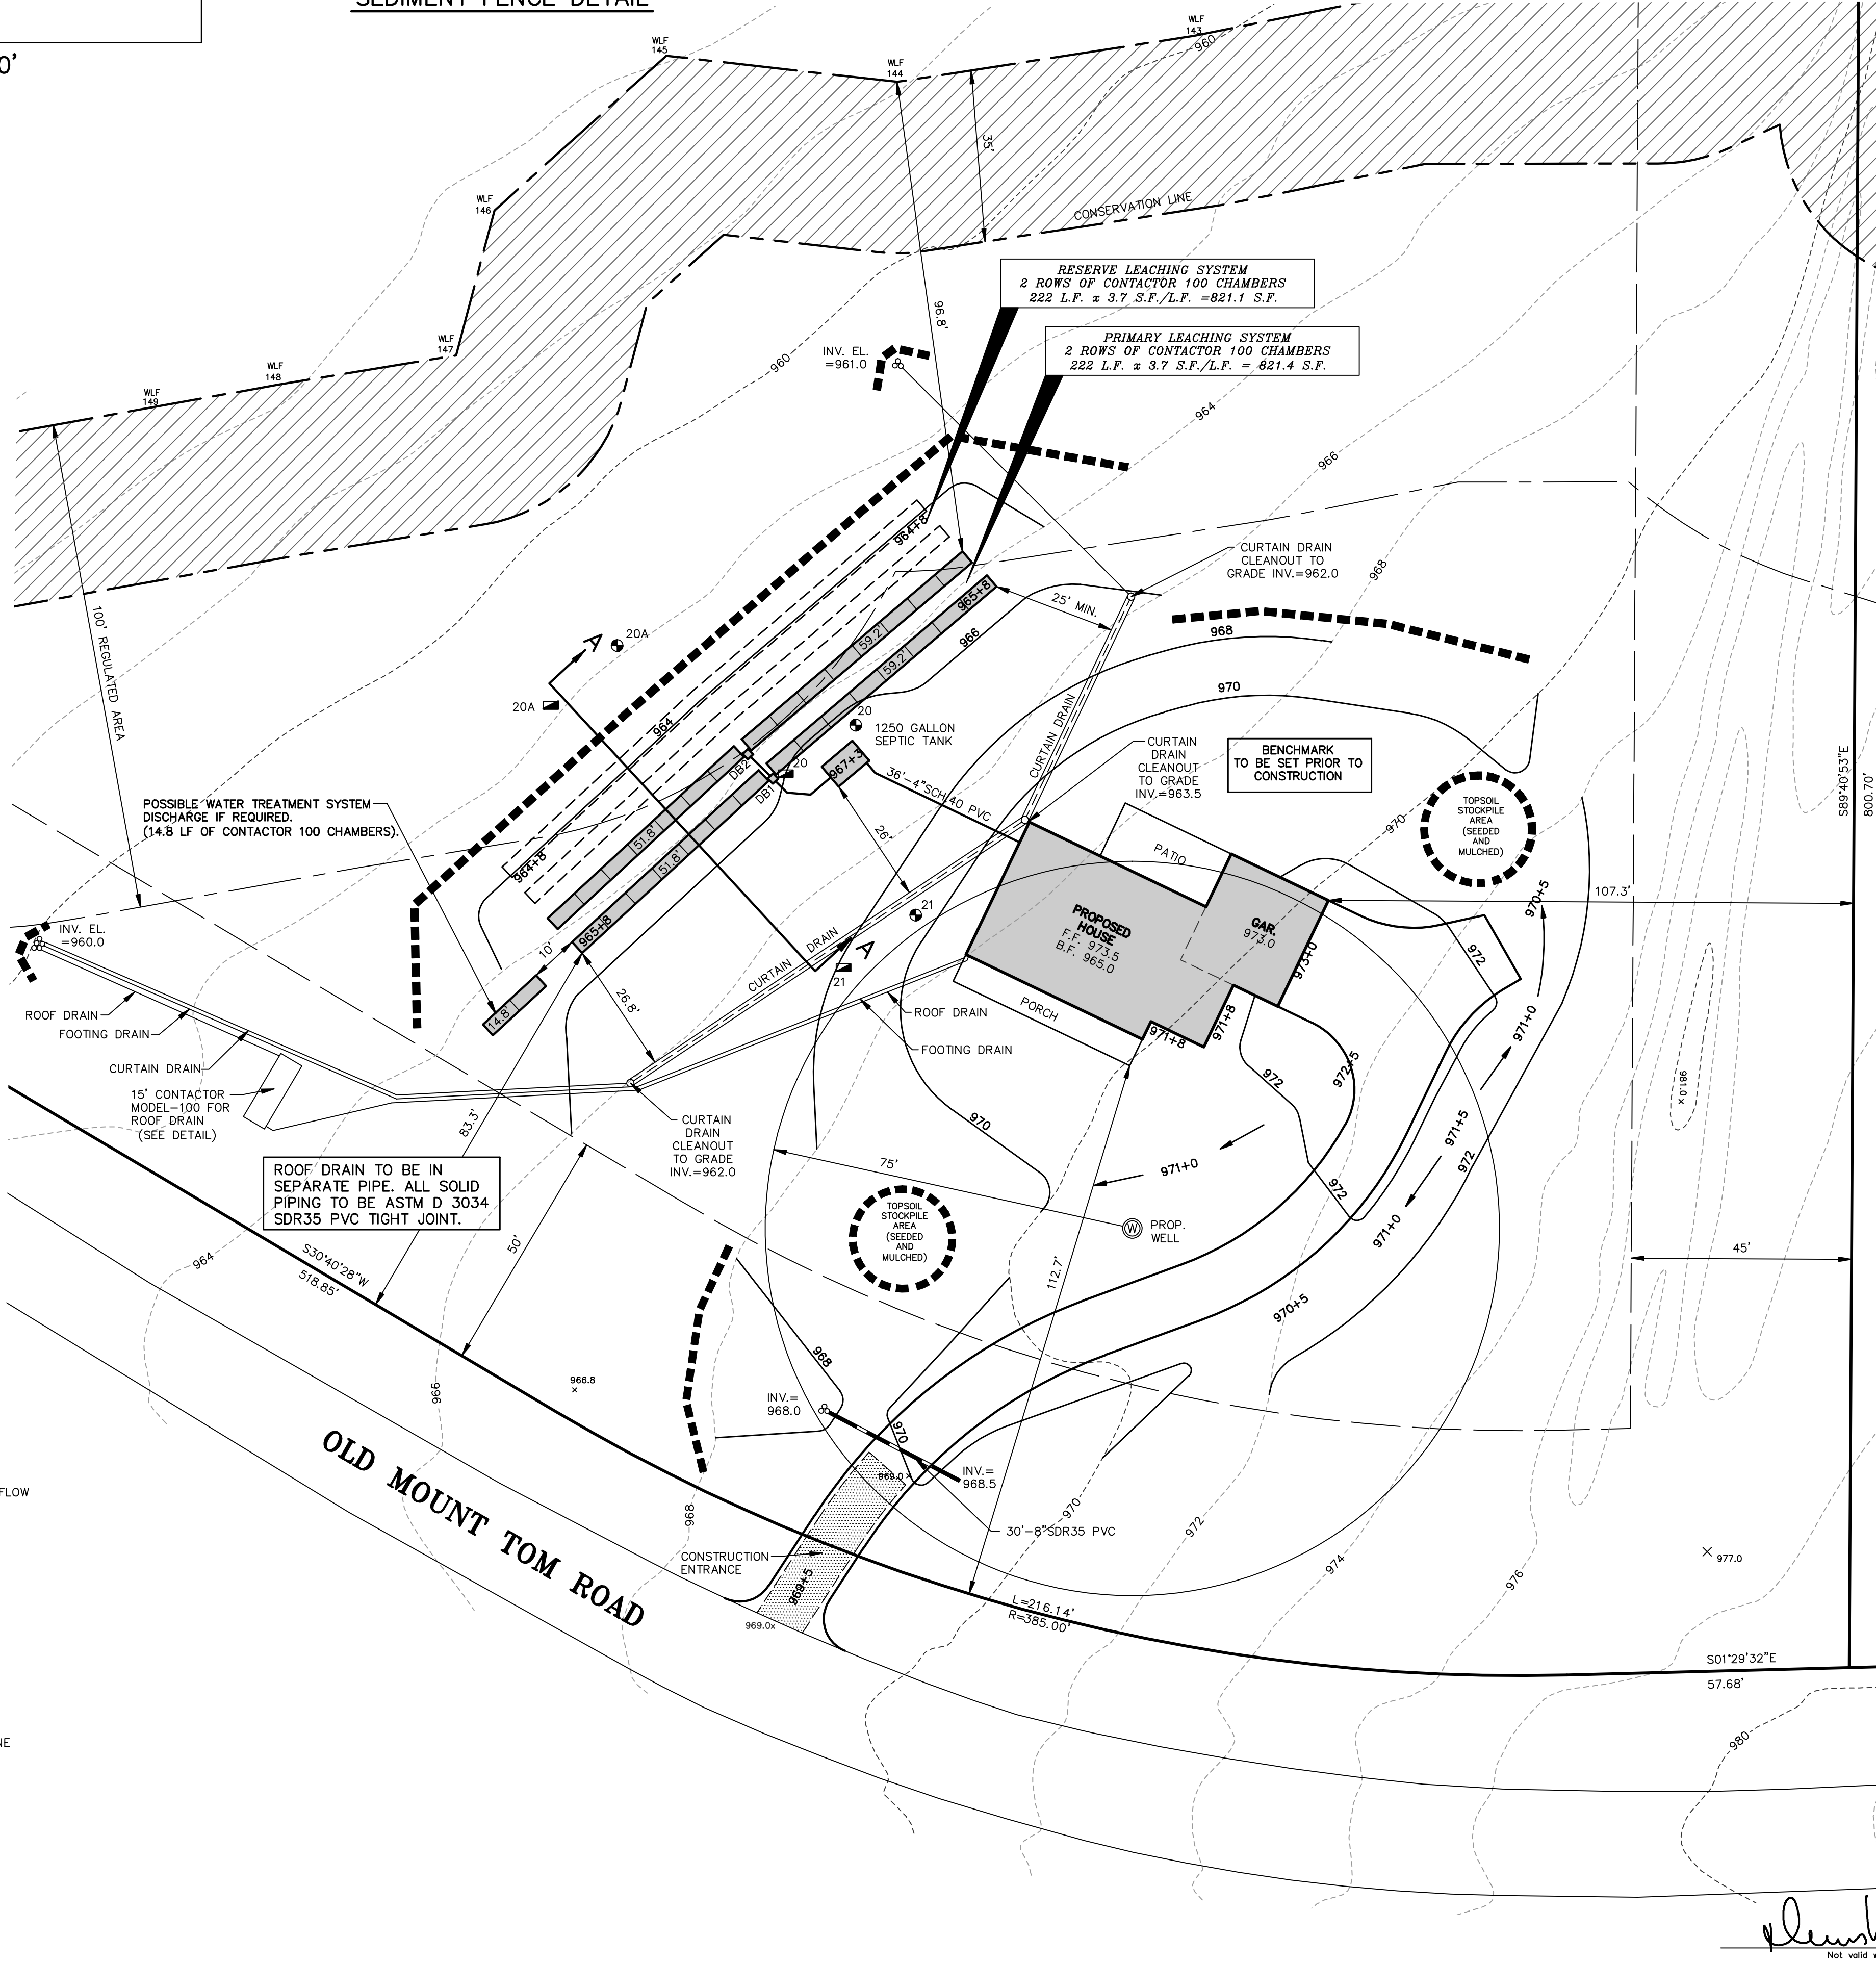 SEDIMENT FENCE DETAIL
0'
WLF
145
WLF
144
WLF
143
960
35'
WLF
146
CONSERVATION LINE
WLF
147
WLF
148
WLF
149
96.8'
960
RESERVE LEACHING SYSTEM
2 ROWS OF CONTACTOR 100 CHAMBERS
222 L.F. x 3.7 S.F./L.F. =821.1 S.F.
PRIMARY LEACHING SYSTEM
2 ROWS OF CONTACTOR 100 CHAMBERS
222 L.F. x 3.7 S.F./L.F. = 821.4 S.F.
INV. EL.
=961.0
964
966
968
964+8
CURTAIN DRAIN
CLEANOUT TO
GRADE INV.=962.0
25' MIN.
965+8
966
968
970
59.2'
59.2'
100' REGULATED AREA
A
20A
20A
964
20
1250 GALLON
SEPTIC TANK
967+3
DB2
20
DB1
36'-4"SCH 40 PVC
CURTAIN DRAIN
CURTAIN
DRAIN
CLEANOUT
TO GRADE
INV.=963.5
BENCHMARK
TO BE SET PRIOR TO
CONSTRUCTION
TOPSOIL
STOCKPILE
AREA
(SEEDED
AND
MULCHED)
970
S89°40'53"E
800.70'
POSSIBLE WATER TREATMENT SYSTEM
DISCHARGE IF REQUIRED.
(14.8 LF OF CONTACTOR 100 CHAMBERS).
51.8'
51.8'
964+8
26'
PATIO
107.3'
970+5
INV. EL.
=960.0
965+8
10'
21
PROPOSED
HOUSE
F.F. 973.5
B.F. 965.0
GAR.
973.0
973+0
972
CURTAIN
DRAIN
A
21
26.8'
14.8'
PORCH
ROOF DRAIN
FOOTING DRAIN
CURTAIN DRAIN
15' CONTACTOR
MODEL-100 FOR
ROOF DRAIN
(SEE DETAIL)
ROOF DRAIN
FOOTING DRAIN
971+8
971+8
972
972+5
971+0
971+5
972
981.0 x
83.3'
CURTAIN
DRAIN
CLEANOUT
TO GRADE
INV.=962.0
970
75'
971+0
972
971+0
ROOF DRAIN TO BE IN
SEPARATE PIPE. ALL SOLID
PIPING TO BE ASTM D 3034
SDR35 PVC TIGHT JOINT.
TOPSOIL
STOCKPILE
AREA
(SEEDED
AND
MULCHED)
W
PROP.
WELL
112.7'
45'
964
S30°40'28"W
518.85'
50'
970+5
968
966.8
x
966
INV.=
968.0
970
969.0 x
INV.=
968.5
968
970
972
974
976
977.0
FLOW
OLD MOUNT TOM ROAD
30'-8"SDR35 PVC
CONSTRUCTION
ENTRANCE
969+5
969.0x
L=216.14'
R=385.00'
S01°29'32"E
57.68'
980
NE
Not valid w